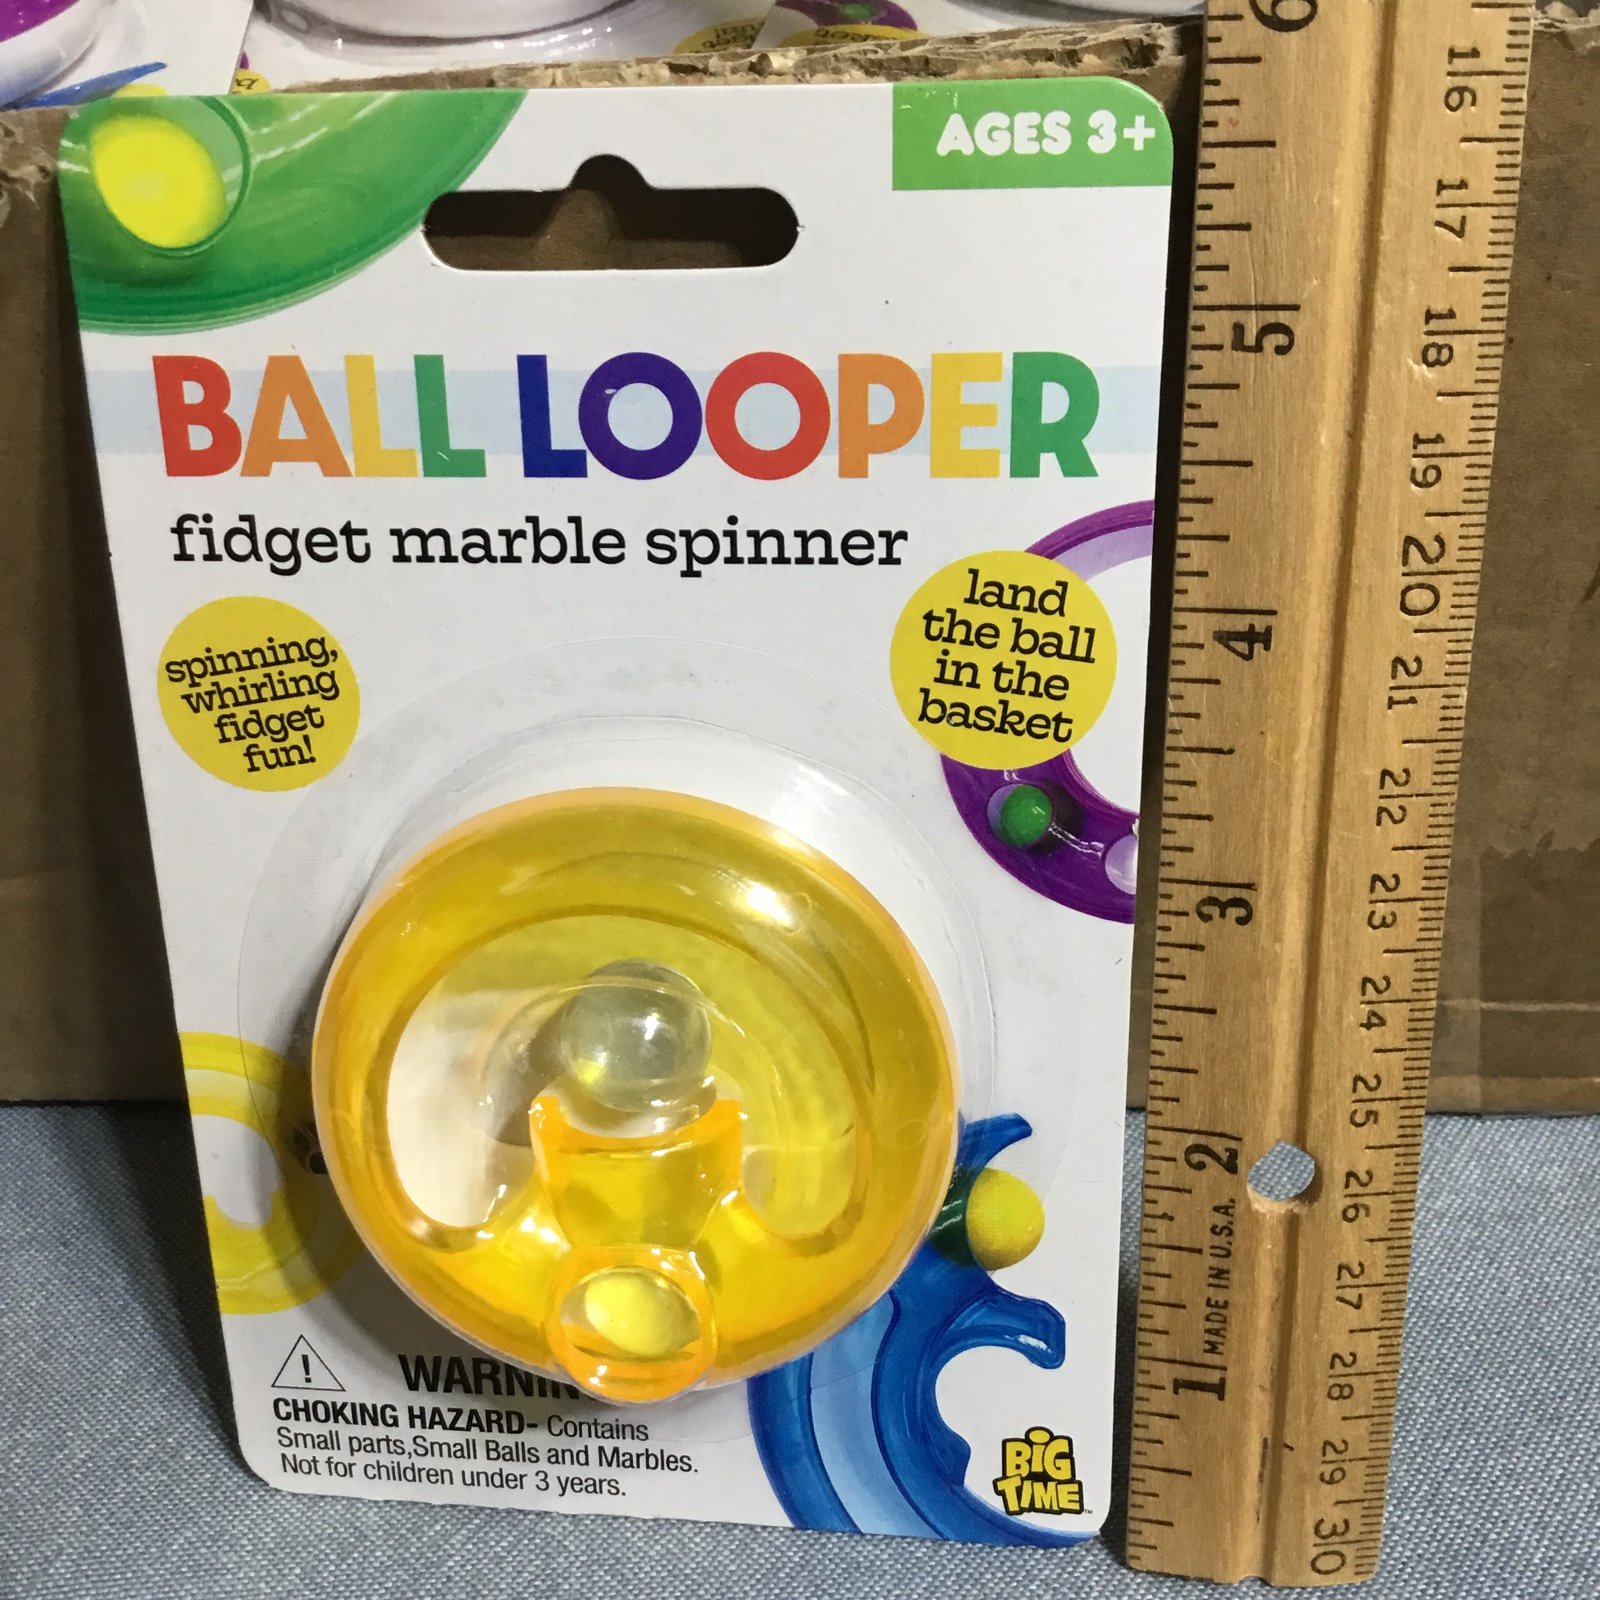 AGES 3+
BALL LOOPER
fidget marble spinner
spinning,
whirling
fidget
fun!
land
the ball
in the
basket
CHOKING HAZARD- Contains
Small parts,Small Balls and Marbles.
Not for children under 3 years.
BIG
TIME
6
5
4
3
2
1
MADE IN U.S.A.
16
17
18
19
20
21
22
23
24
25
26
27
28
29
30